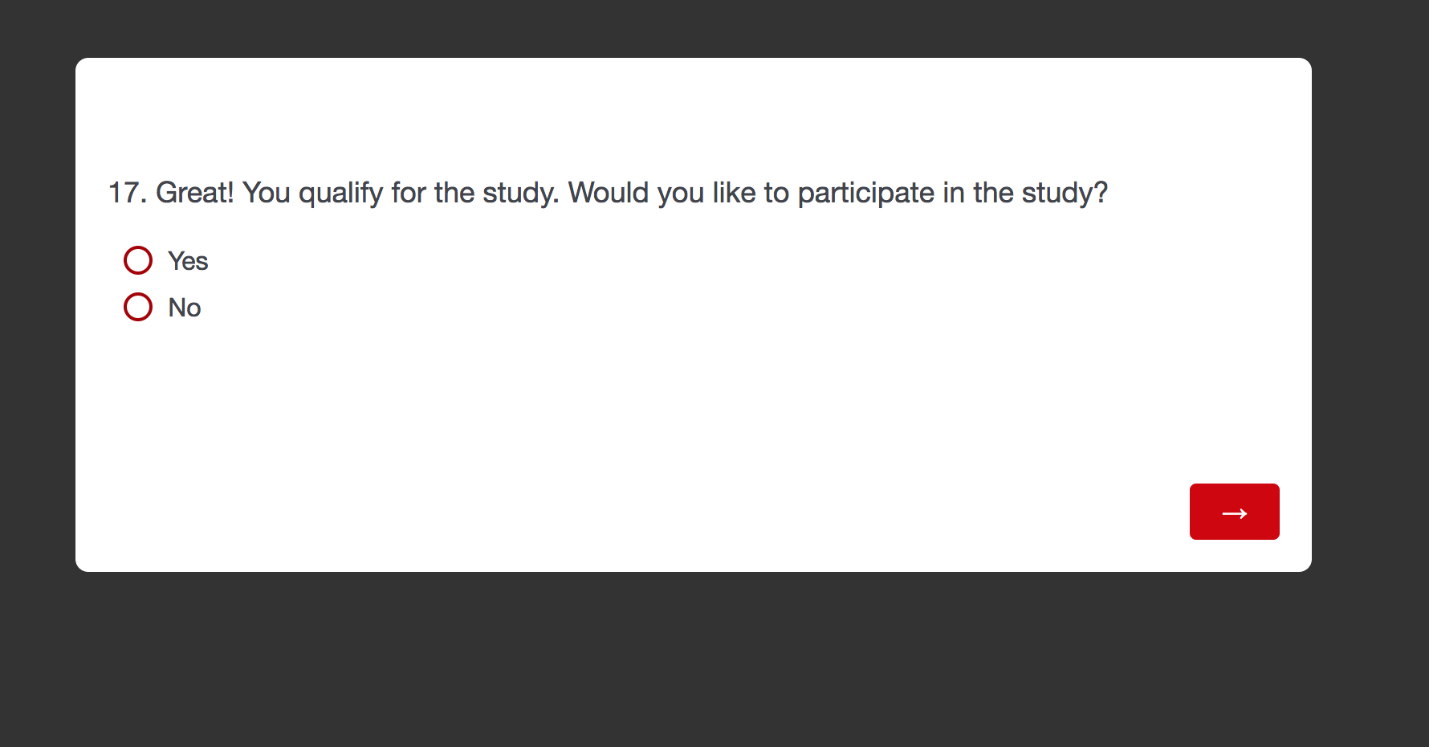 17. Great! You qualify for the study. Would you like to participate in the study?
Yes
No
→